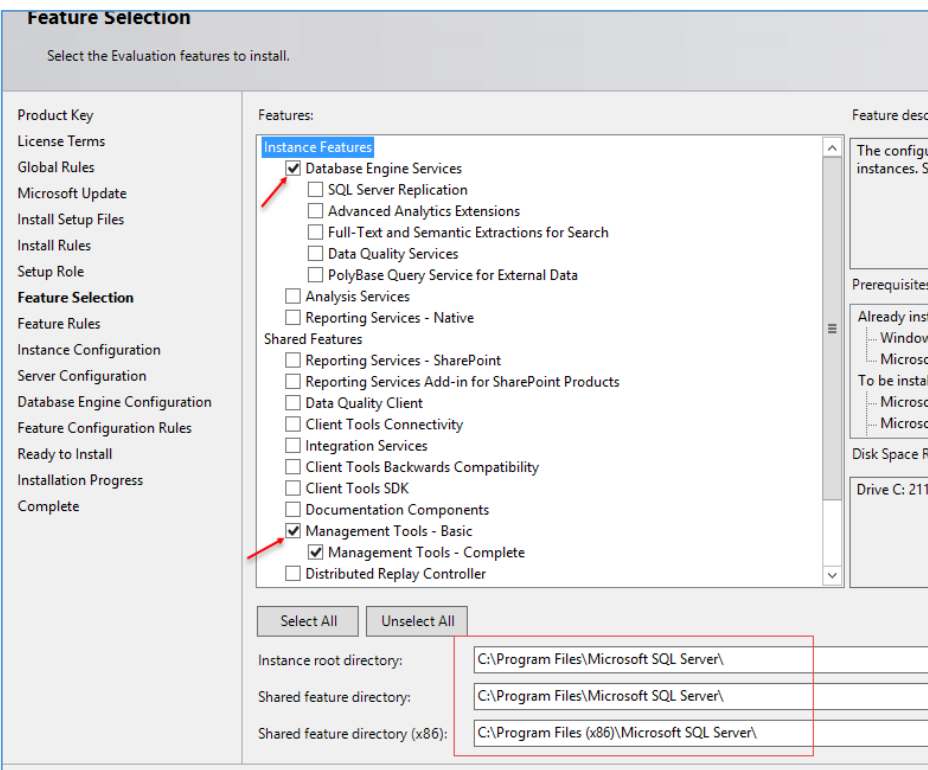 Feature Selection
Select the Evaluation features to install.
Product Key
License Terms
Global Rules
Microsoft Update
Install Setup Files
Install Rules
Setup Role
Feature Selection
Feature Rules
Instance Configuration
Server Configuration
Database Engine Configuration
Feature Configuration Rules
Ready to Install
Installation Progress
Complete
Features:
Instance Features
Database Engine Services
SQL Server Replication
Advanced Analytics Extensions
Full-Text and Semantic Extractions for Search
Data Quality Services
PolyBase Query Service for External Data
Analysis Services
Reporting Services - Native
Shared Features
Reporting Services - SharePoint
Reporting Services Add-in for SharePoint Products
Data Quality Client
Client Tools Connectivity
Integration Services
Client Tools Backwards Compatibility
Client Tools SDK
Documentation Components
Management Tools - Basic
Management Tools - Complete
Distributed Replay Controller
Select All
Unselect All
Instance root directory:
C:\Program Files\Microsoft SQL Server\
Shared feature directory:
C:\Program Files\Microsoft SQL Server\
Shared feature directory (x86):
C:\Program Files (x86)\Microsoft SQL Server\
Feature desc
The configu
instances. S
Prerequisites
Already inst
Window
Microso
To be instal
Microso
Microso
Disk Space R
Drive C: 211